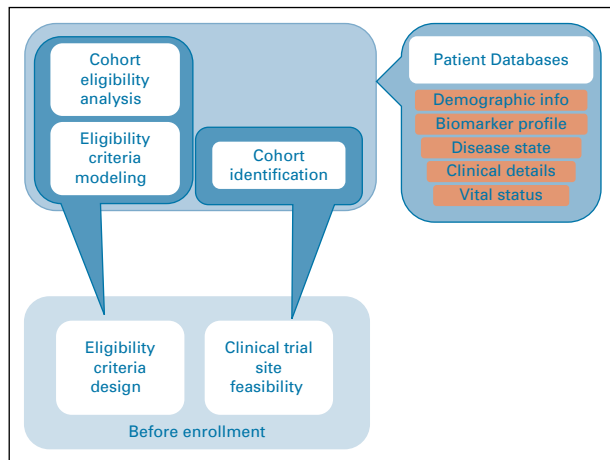 Cohort
eligibility
analysis
Eligibility
criteria
modeling
Cohort
identification
Patient Databases
Demographic info
Biomarker profile
Disease state
Clinical details
Vital status
Eligibility
criteria
design
Clinical trial
site
feasibility
Before enrollment